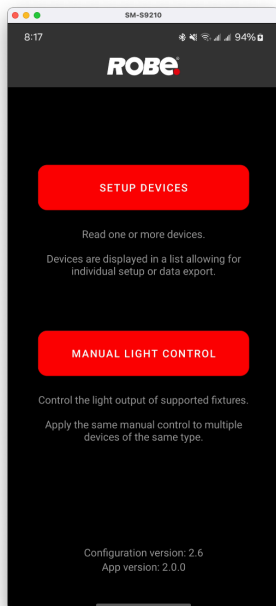 SM-S9210
8:17
94%
ROBE
SETUP DEVICES
Read one or more devices.
Devices are displayed in a list allowing for
individual setup or data export.
MANUAL LIGHT CONTROL
Control the light output of supported fixtures.
Apply the same manual control to multiple
devices of the same type.
Configuration version: 2.6
App version: 2.0.0